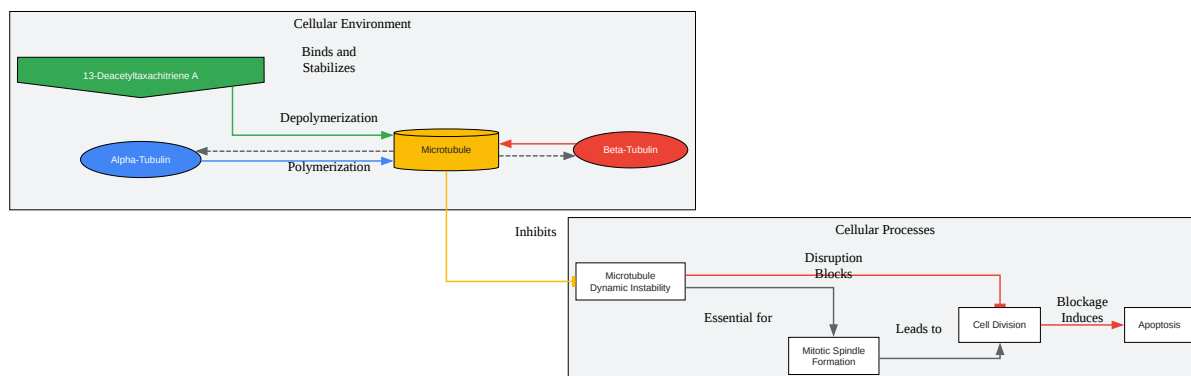 Cellular Environment
Binds and
Stabilizes
13-Deacetyltaxachitriene A
Depolymerization
Microtubule
Beta-Tubulin
Alpha-Tubulin
Polymerization
Inhibits
Cellular Processes
Disruption
Blocks
Microtubule
Dynamic Instability
Essential for
Blockage
Induces
Leads to
Cell Division
Apoptosis
Mitotic Spindle
Formation